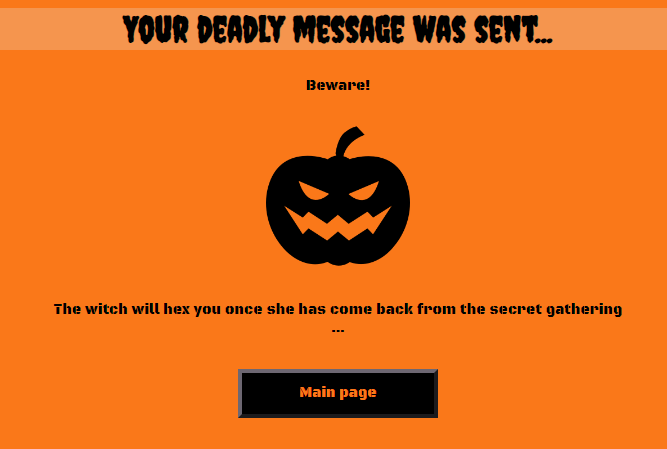 YOUR DEADLY MESSAGE WAS SENT...
Beware!
The witch will hex you once she has come back from the secret gathering
...
Main page